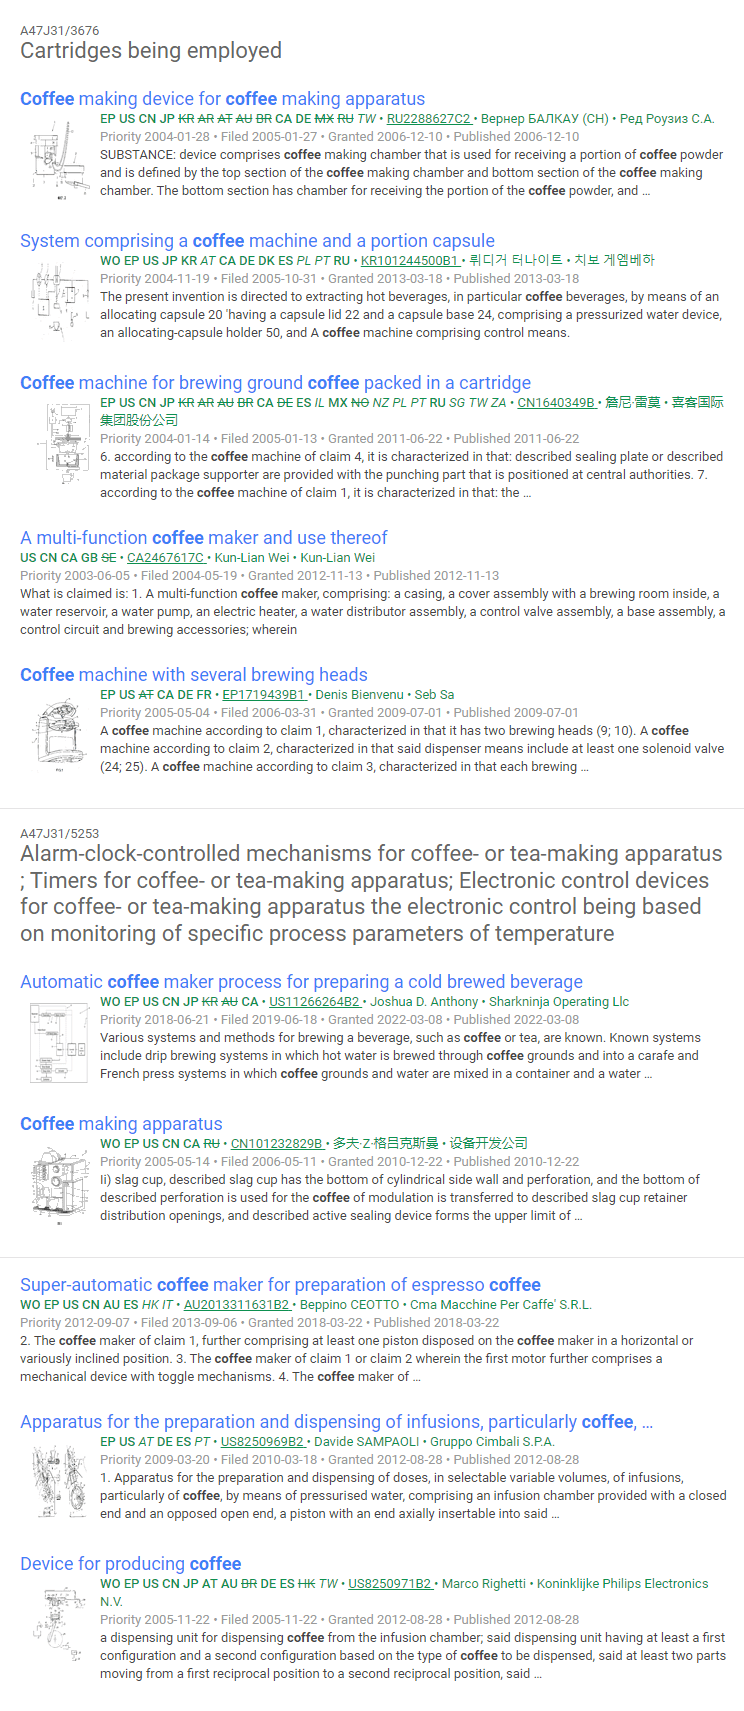 A47J31/3676
Cartridges being employed
Coffee making device for coffee making apparatus
EP US CN JP KR AR AT AU BR CA DE MX RU TW • RU2288627C2 • Вернер БАЛКАУ (CH) • Ред Роузиз С.А.
Priority 2004-01-28 • Filed 2005-01-27 • Granted 2006-12-10 • Published 2006-12-10
SUBSTANCE: device comprises coffee making chamber that is used for receiving a portion of coffee powder
and is defined by the top section of the coffee making chamber and bottom section of the coffee making
chamber. The bottom section has chamber for receiving the portion of the coffee powder, and ...
System comprising a coffee machine and a portion capsule
WO EP US JP KR AT CA DE DK ES PL PT RU • KR101244500B1 • 뤼디거 터나이트 • 치보 게엠베하
Priority 2004-11-19 • Filed 2005-10-31 • Granted 2013-03-18 • Published 2013-03-18
The present invention is directed to extracting hot beverages, in particular coffee beverages, by means of an
allocating capsule 20 'having a capsule lid 22 and a capsule base 24, comprising a pressurized water device,
an allocating-capsule holder 50, and A coffee machine comprising control means.
Coffee machine for brewing ground coffee packed in a cartridge
EP US CN JP KR AR AU BR CA DE ES IL MX NO NZ PL PT RU SG TW ZA • CN1640349B • 詹尼·雷莫 • 喜客国际
集团股份公司
Priority 2004-01-14 • Filed 2005-01-13 • Granted 2011-06-22 • Published 2011-06-22
6. according to the coffee machine of claim 4, it is characterized in that: described sealing plate or described
material package supporter are provided with the punching part that is positioned at central authorities. 7.
according to the coffee machine of claim 1, it is characterized in that: the ...
A multi-function coffee maker and use thereof
US CN CA GB SE • CA2467617C • Kun-Lian Wei • Kun-Lian Wei
Priority 2003-06-05 • Filed 2004-05-19 • Granted 2012-11-13 • Published 2012-11-13
What is claimed is: 1. A multi-function coffee maker, comprising: a casing, a cover assembly with a brewing room inside, a
water reservoir, a water pump, an electric heater, a water distributor assembly, a control valve assembly, a base assembly, a
control circuit and brewing accessories; wherein
Coffee machine with several brewing heads
EP US AT CA DE FR • EP1719439B1 • Denis Bienvenu • Seb Sa
Priority 2005-05-04 • Filed 2006-03-31 • Granted 2009-07-01 • Published 2009-07-01
A coffee machine according to claim 1, characterized in that it has two brewing heads (9; 10). A coffee
machine according to claim 2, characterized in that said dispenser means include at least one solenoid valve
(24; 25). A coffee machine according to claim 3, characterized in that each brewing ...
A47J31/5253
Alarm-clock-controlled mechanisms for coffee- or tea-making apparatus
; Timers for coffee- or tea-making apparatus; Electronic control devices
for coffee- or tea-making apparatus the electronic control being based
on monitoring of specific process parameters of temperature
Automatic coffee maker process for preparing a cold brewed beverage
WO EP US CN JP KR AU CA • US11266264B2 • Joshua D. Anthony • Sharkninja Operating Llc
Priority 2018-06-21 • Filed 2019-06-18 • Granted 2022-03-08 • Published 2022-03-08
Various systems and methods for brewing a beverage, such as coffee or tea, are known. Known systems
include drip brewing systems in which hot water is brewed through coffee grounds and into a carafe and
French press systems in which coffee grounds and water are mixed in a container and a water ...
Coffee making apparatus
WO EP US CN CA RU • CN101232829B • 多夫·Z·格吕克斯曼 • 设备开发公司
Priority 2005-05-14 • Filed 2006-05-11 • Granted 2010-12-22 • Published 2010-12-22
Ii) slag cup, described slag cup has the bottom of cylindrical side wall and perforation, and the bottom of
described perforation is used for the coffee of modulation is transferred to described slag cup retainer
distribution openings, and described active sealing device forms the upper limit of ...
Super-automatic coffee maker for preparation of espresso coffee
WO EP US CN AU ES HK IT • AU2013311631B2 • Beppino CEOTTO • Cma Macchine Per Caffe' S.R.L.
Priority 2012-09-07 • Filed 2013-09-06 • Granted 2018-03-22 • Published 2018-03-22
2. The coffee maker of claim 1, further comprising at least one piston disposed on the coffee maker in a horizontal or
variously inclined position. 3. The coffee maker of claim 1 or claim 2 wherein the first motor further comprises a
mechanical device with toggle mechanisms. 4. The coffee maker of ...
Apparatus for the preparation and dispensing of infusions, particularly coffee, ...
EP US AT DE ES PT • US8250969B2 • Davide SAMPAOLI • Gruppo Cimbali S.P.A.
Priority 2009-03-20 • Filed 2010-03-18 • Granted 2012-08-28 • Published 2012-08-28
1. Apparatus for the preparation and dispensing of doses, in selectable variable volumes, of infusions,
particularly of coffee, by means of pressurised water, comprising an infusion chamber provided with a closed
end and an opposed open end, a piston with an end axially insertable into said ...
Device for producing coffee
WO EP US CN JP AT AU BR DE ES HK TW • US8250971B2 • Marco Righetti • Koninklijke Philips Electronics
N.V.
Priority 2005-11-22 • Filed 2005-11-22 • Granted 2012-08-28 • Published 2012-08-28
a dispensing unit for dispensing coffee from the infusion chamber; said dispensing unit having at least a first
configuration and a second configuration based on the type of coffee to be dispensed, said at least two parts
moving from a first reciprocal position to a second reciprocal position, said ...